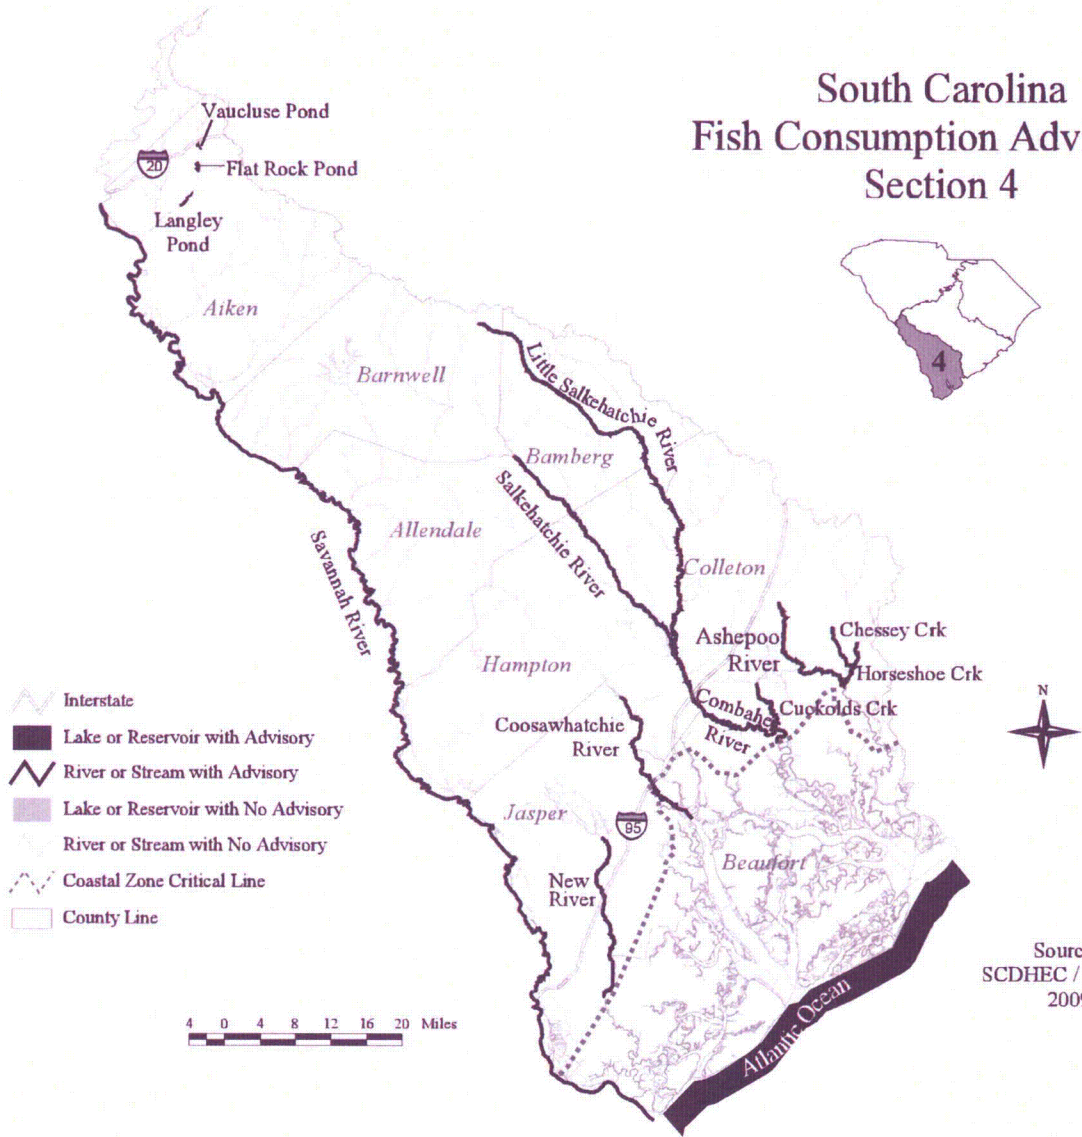 South Carolina
Fish Consumption Adv
Section 4
4
Vaucluse Pond
20
Flat Rock Pond
Langley
Pond
Aiken
Barnwell
Little Salkehatchie River
Bamberg
Salkehatchie River
Allendale
Savannah River
Colleton
Ashepoo
River
Chessey Crk
Horseshoe Crk
Hampton
Combahee
River
Cuckolds Crk
Coosawhatchie
River
N
Jasper
95
Beaufort
New
River
Atlantic Ocean
Interstate
Lake or Reservoir with Advisory
River or Stream with Advisory
Lake or Reservoir with No Advisory
River or Stream with No Advisory
Coastal Zone Critical Line
County Line
4 0 4 8 12 16 20 Miles
Sourc
SCDHEC /
2009